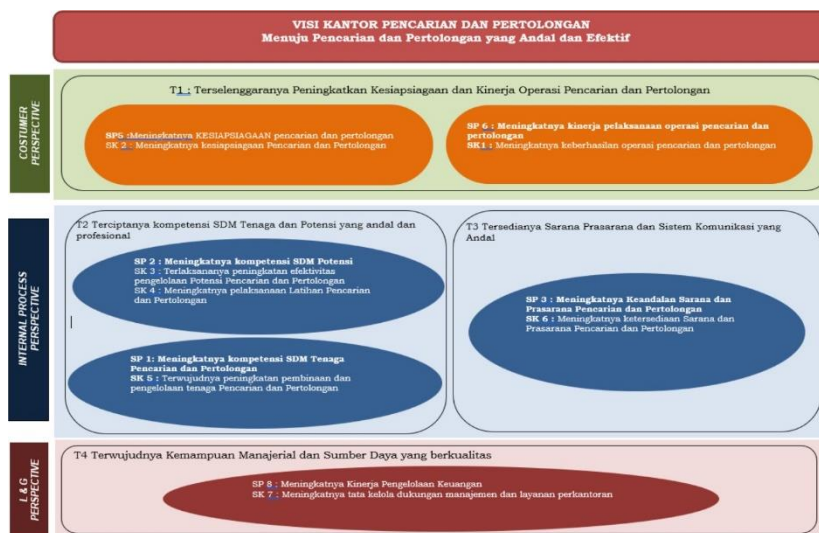 VISI KANTOR PENCARIAN DAN PERTOLONGAN
Menuju Pencarian dan Pertolongan yang Andal dan Efektif
COSTUMER
PERSPECTIVE
T1 : Terselenggaranya Peningkatkan Kesiapsiagaan dan Kinerja Operasi Pencarian dan Pertolongan
SP5 :Meningkatnya KESIAPSIAGAAN pencarian dan pertolongan
SK 2 : Meningkatnya kesiapsiagaan Pencarian dan Pertolongan
SP 6 : Meningkatnya kinerja pelaksanaan operasi pencarian dan
pertolongan
SK1 : Meningkatnya keberhasilan operasi pencarian dan pertolongan
INTERNAL PROCESS
PERSPECTIVE
T2 Terciptanya kompetensi SDM Tenaga dan Potensi yang andal dan
profesional
SP 2 : Meningkatnya kompetensi SDM Potensi
SK 3 : Terlaksananya peningkatan efektivitas
pengelolaan Potensi Pencarian dan Pertolongan
SK 4 : Meningkatnya pelaksanaan Latihan Pencarian
dan Pertolongan
SP 1: Meningkatnya kompetensi SDM Tenaga
Pencarian dan Pertolongan
SK 5 : Terwujudnya peningkatan pembinaan dan
pengelolaan tenaga Pencarian dan Pertolongan
T3 Tersedianya Sarana Prasarana dan Sistem Komunikasi yang
Andal
SP 3 : Meningkatnya Keandalan Sarana dan
Prasarana Pencarian dan Pertolongan
SK 6 : Meningkatnya ketersediaan Sarana dan
Prasarana Pencarian dan Pertolongan
L & G
PERSPECTIVE
T4 Terwujudnya Kemampuan Manajerial dan Sumber Daya yang berkualitas
SP 8 : Meningkatnya Kinerja Pengelolaan Keuangan
SK 7 : Meningkatnya tata kelola dukungan manajemen dan layanan perkantoran